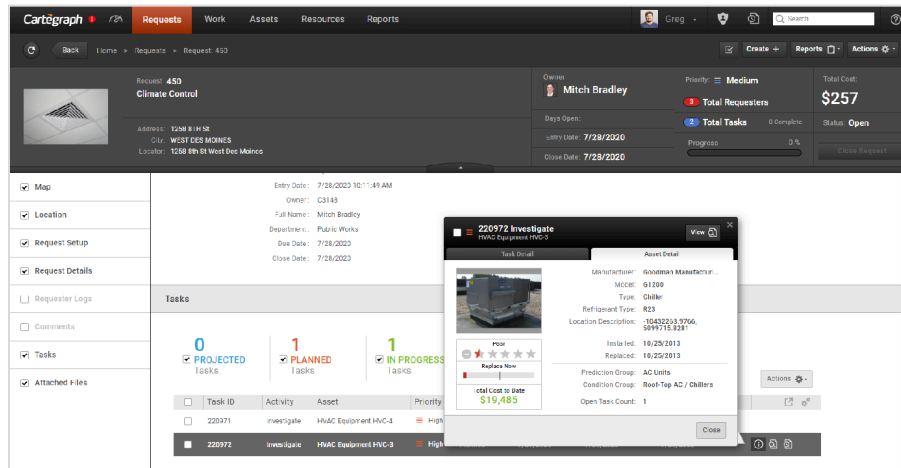 Cartegraph
Requests Work Assets Resources Reports
Greg
Search
Back Home > Requests > Request: 450
Create + Reports Actions
Request 450
Climate Control
Address: 1258 8TH St
City: WEST DES MOINES
Locator: 1258 8th St West Des Moines
Owner
Mitch Bradley
Days Open:
Entry Date: 7/28/2020
Close Date: 7/28/2020
Priority: Medium
3 Total Requesters
2 Total Tasks 0 Complete
Progress 0 %
Total Cost:
$257
Status: Open
Close Request
Map
Location
Request Setup
Request Details
Requester Logs
Comments
Tasks
Attached Files
Entry Date: 7/28/2020 10:11:49 AM
Owner: C3148
Full Name: Mitch Bradley
Department: Public Works
Due Date: 7/28/2020
Close Date: 7/28/2020
Tasks
0 PROJECTED Tasks
1 PLANNED Tasks
1 IN PROGRESS Tasks
Actions
Task ID Activity Asset Priority
220971 Investigate HVAC Equipment HVC-4 High
220972 Investigate HVAC Equipment HVC-3 High
220972 Investigate
HVAC Equipment HVC-3
View
Task Detail Asset Detail
Poor
Replace Now
Total Cost to Date
$19,485
Manufacturer: Goodman Manufacturin...
Model: G1200
Type: Chiller
Refrigerant Type: R23
Location Description: -10432263.9766,
5099715.8281
Installed: 10/25/2013
Replaced: 10/25/2013
Prediction Group: AC Units
Condition Group: Roof-Top AC / Chillers
Open Task Count: 1
Close